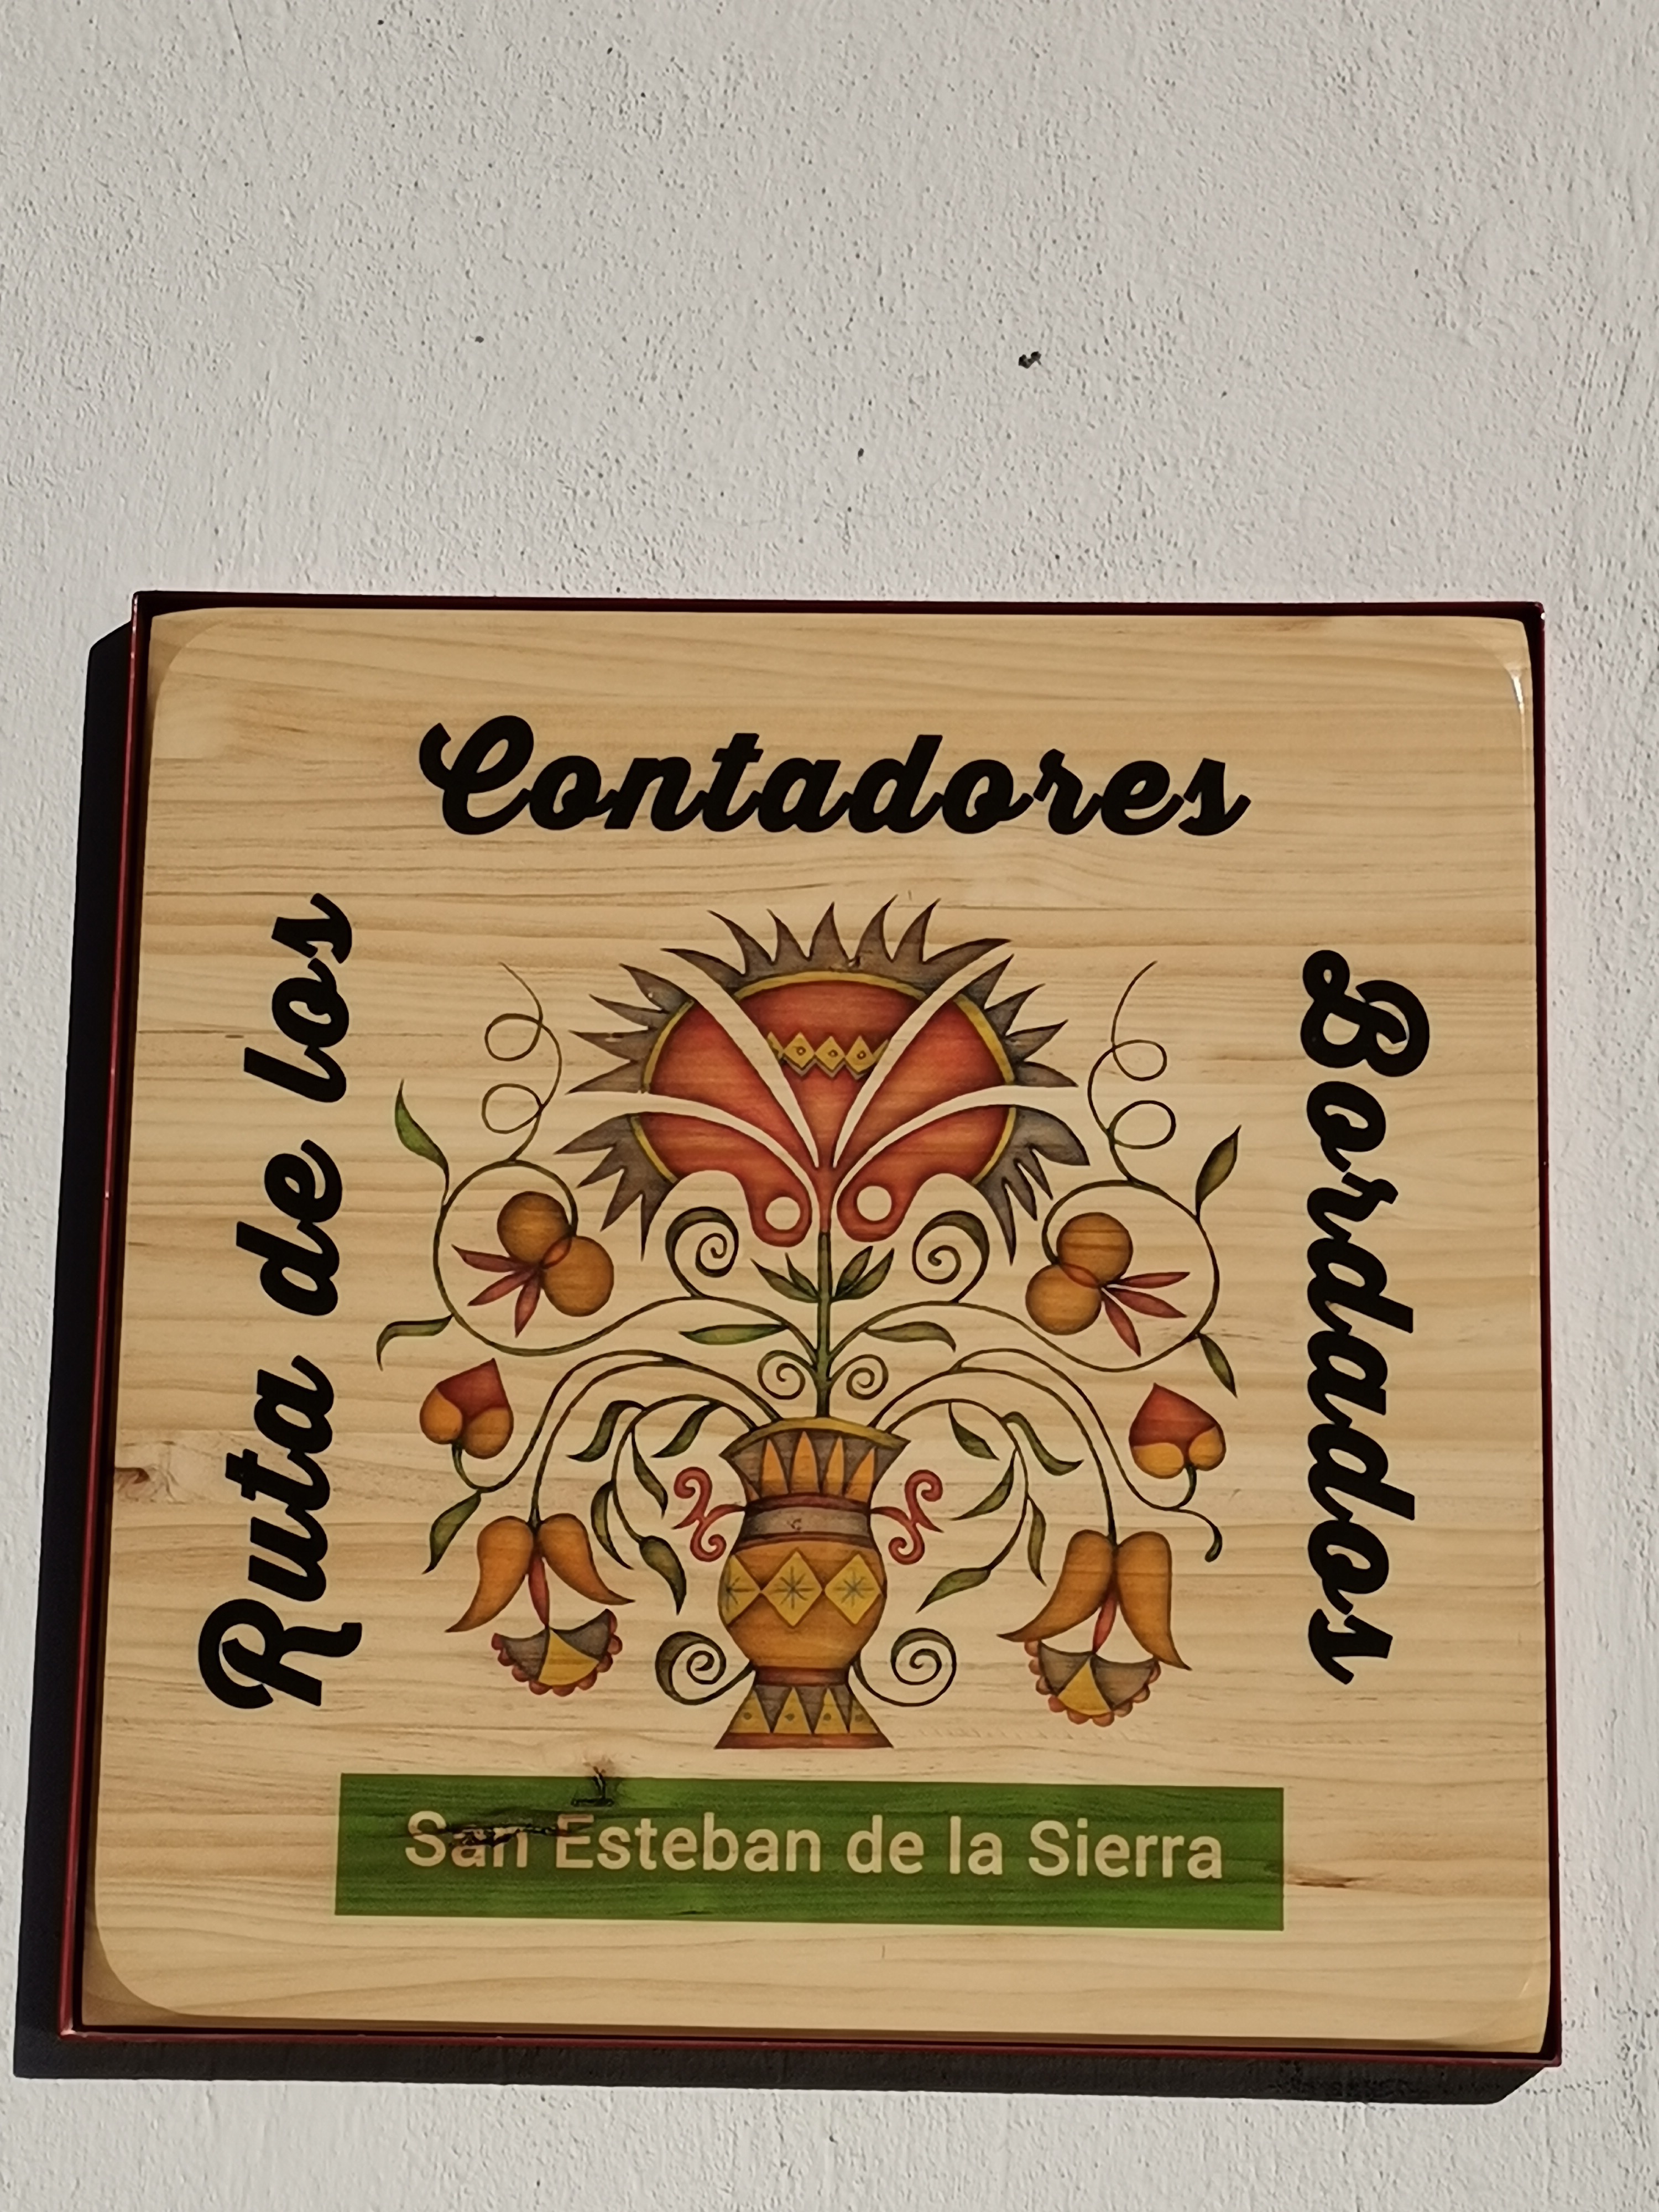 Ruta de los
Contadores
Bordados
San Esteban de la Sierra